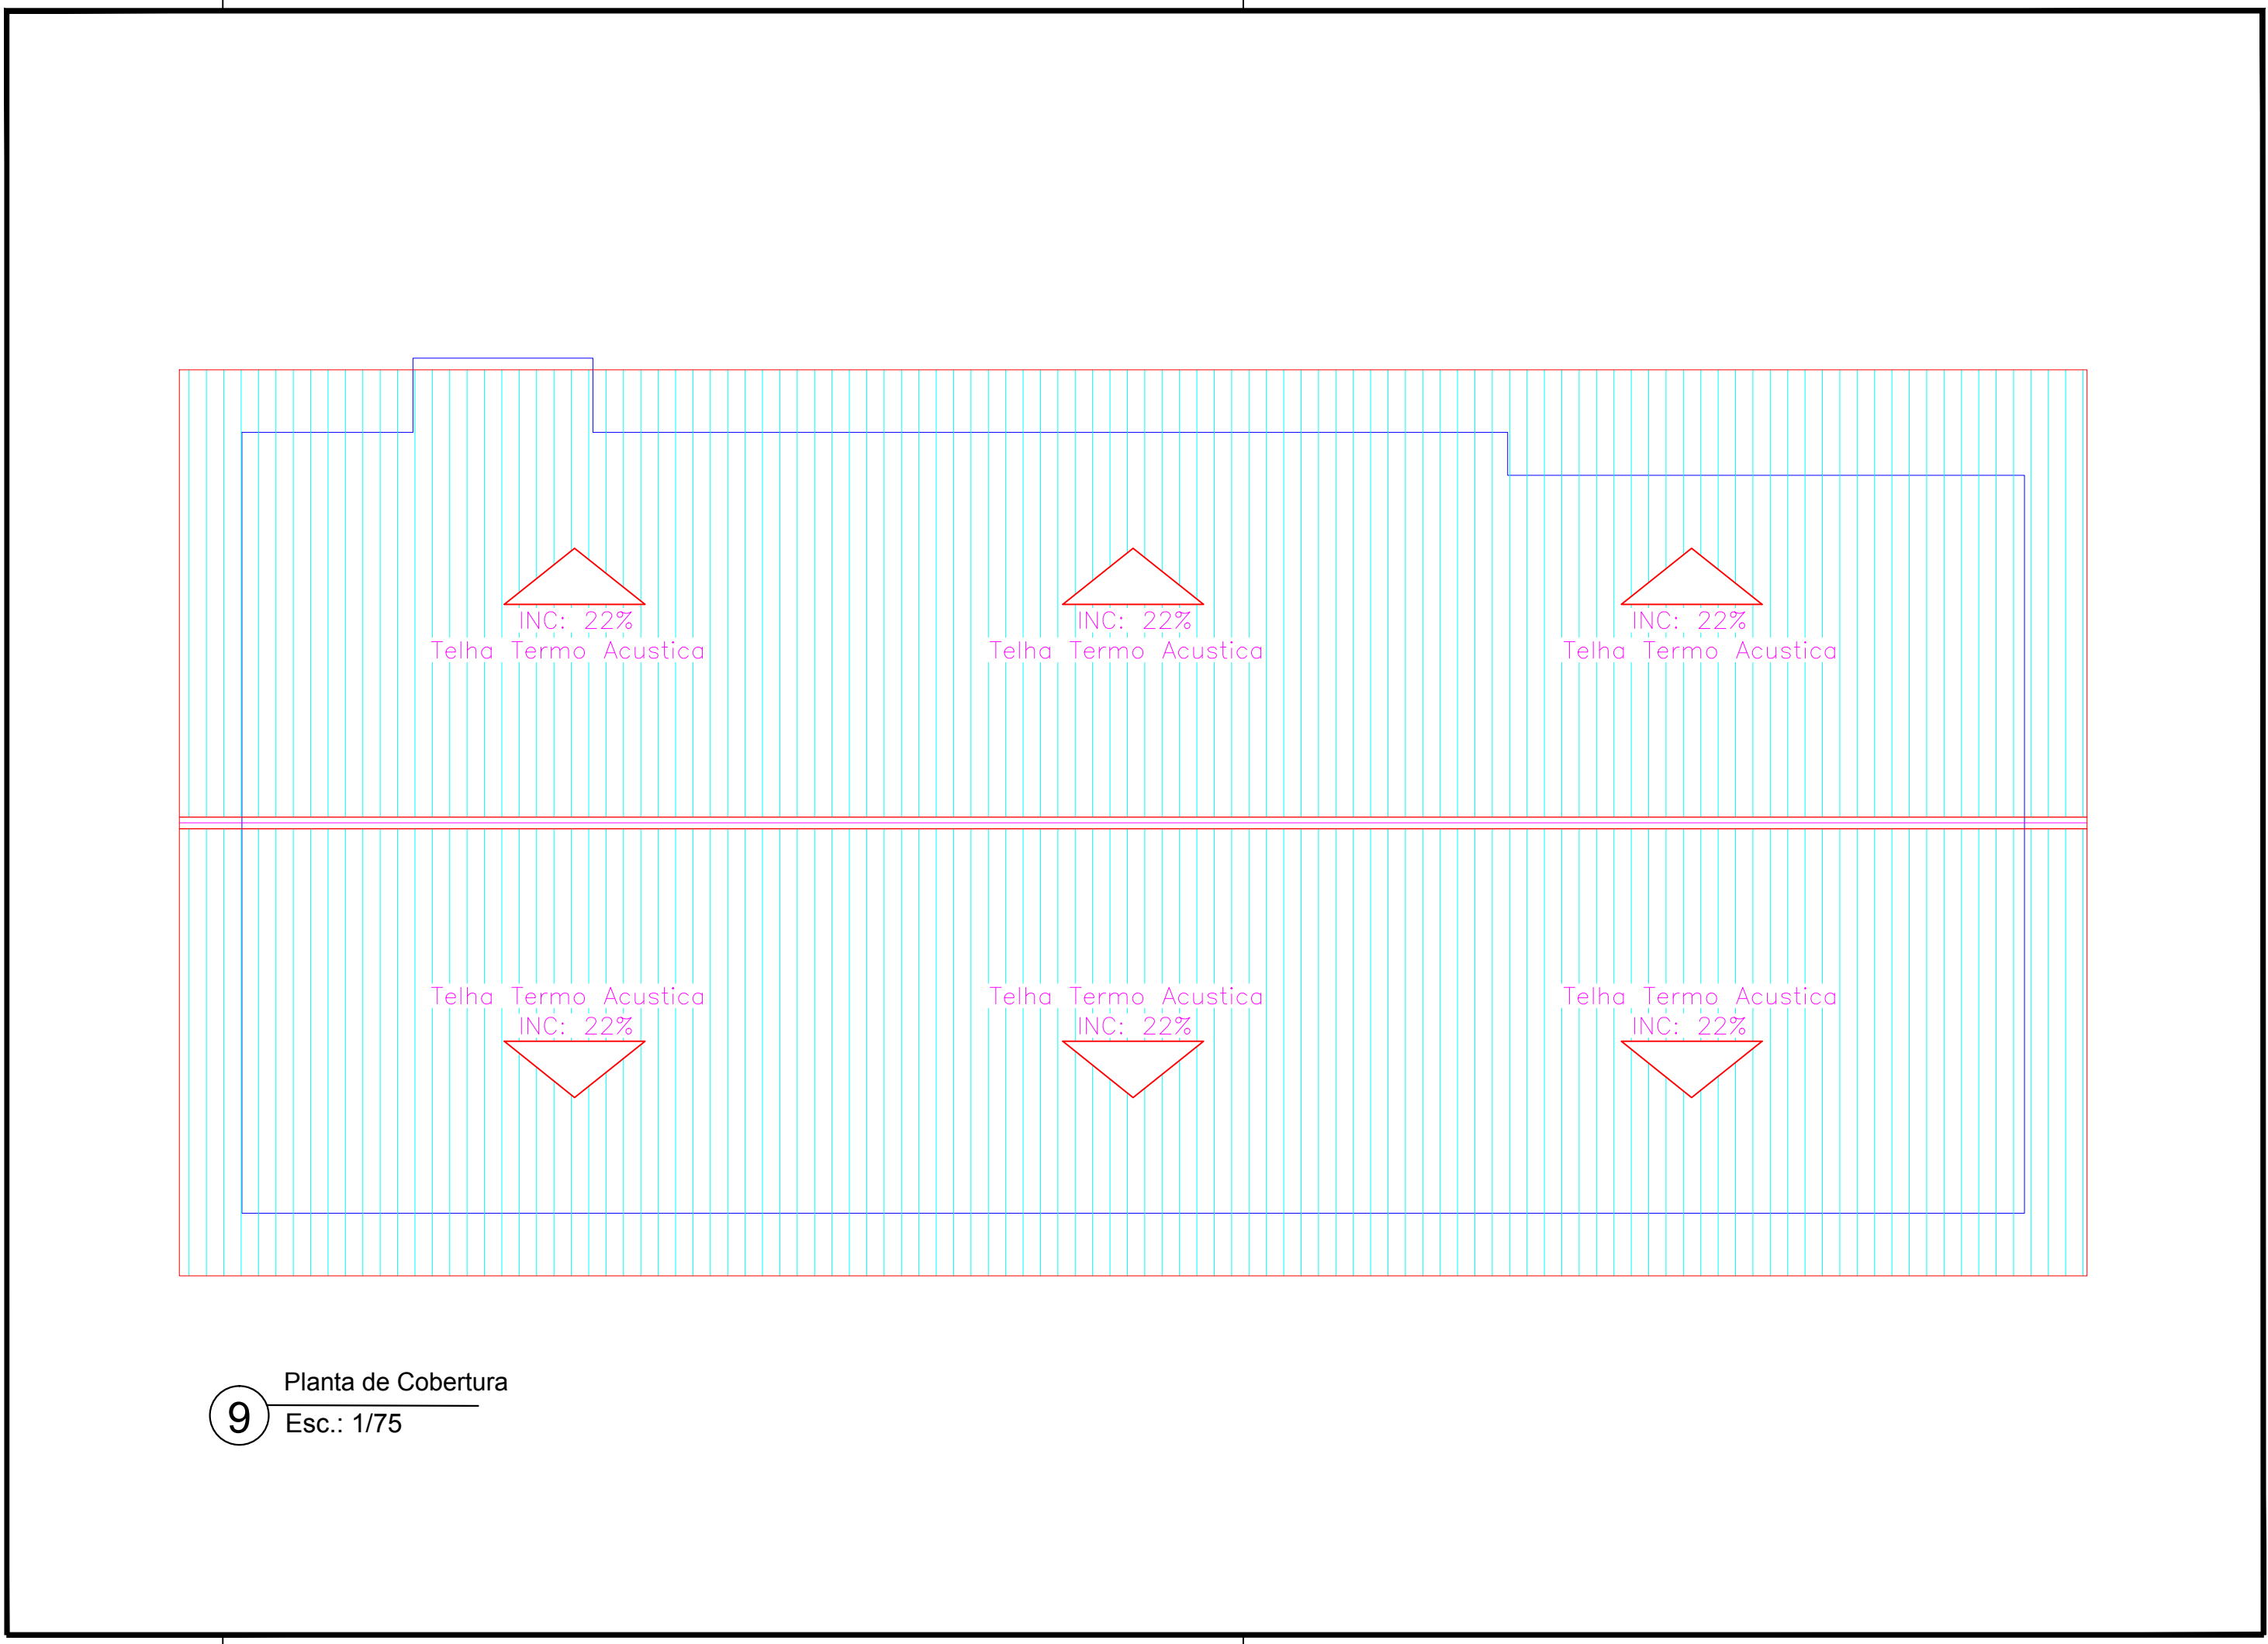 INC: 22%
Telha Termo Acustica
INC: 22%
Telha Termo Acustica
INC: 22%
Telha Termo Acustica
Telha Termo Acustica
INC: 22%
Telha Termo Acustica
INC: 22%
Telha Termo Acustica
INC: 22%
9
Planta de Cobertura
Esc.: 1/75